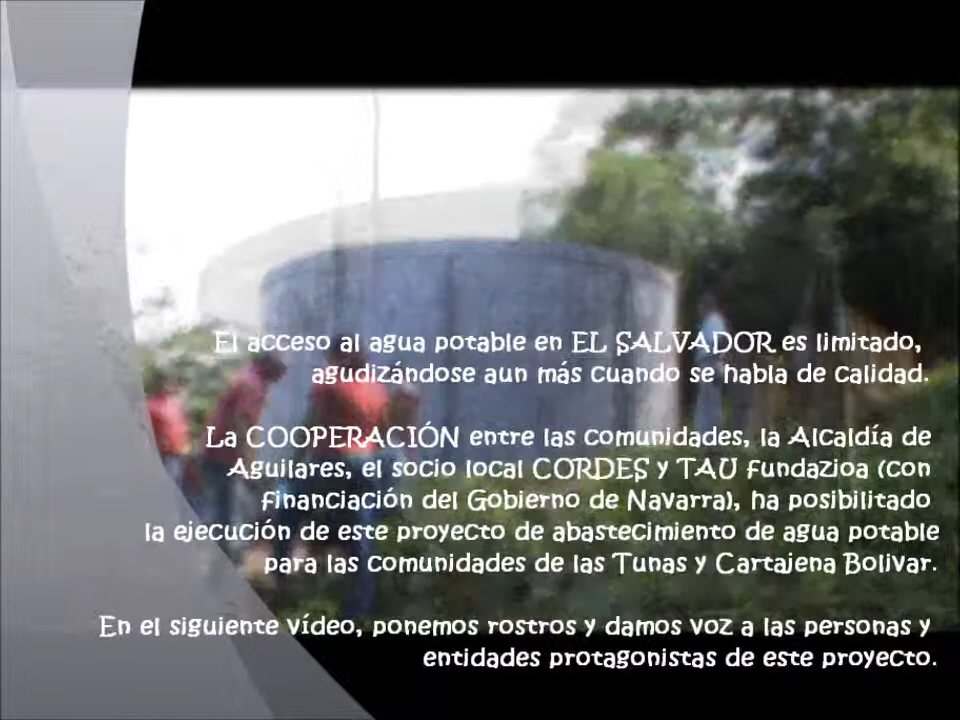 El acceso al agua potable en EL SALVADOR es limitado,
agudizándose aun más cuando se habla de calidad.
La COOPERACIÓN entre las comunidades, la Alcaldía de
Aguilares, el socio local CORDES y TAU Fundazioa (con
financiación del Gobierno de Navarra), ha posibilitado
la ejecución de este proyecto de abastecimiento de agua potable
para las comunidades de las Tunas y Cartajena Bolivar.
En el siguiente vídeo, ponemos rostros y damos voz a las personas y
entidades protagonistas de este proyecto.